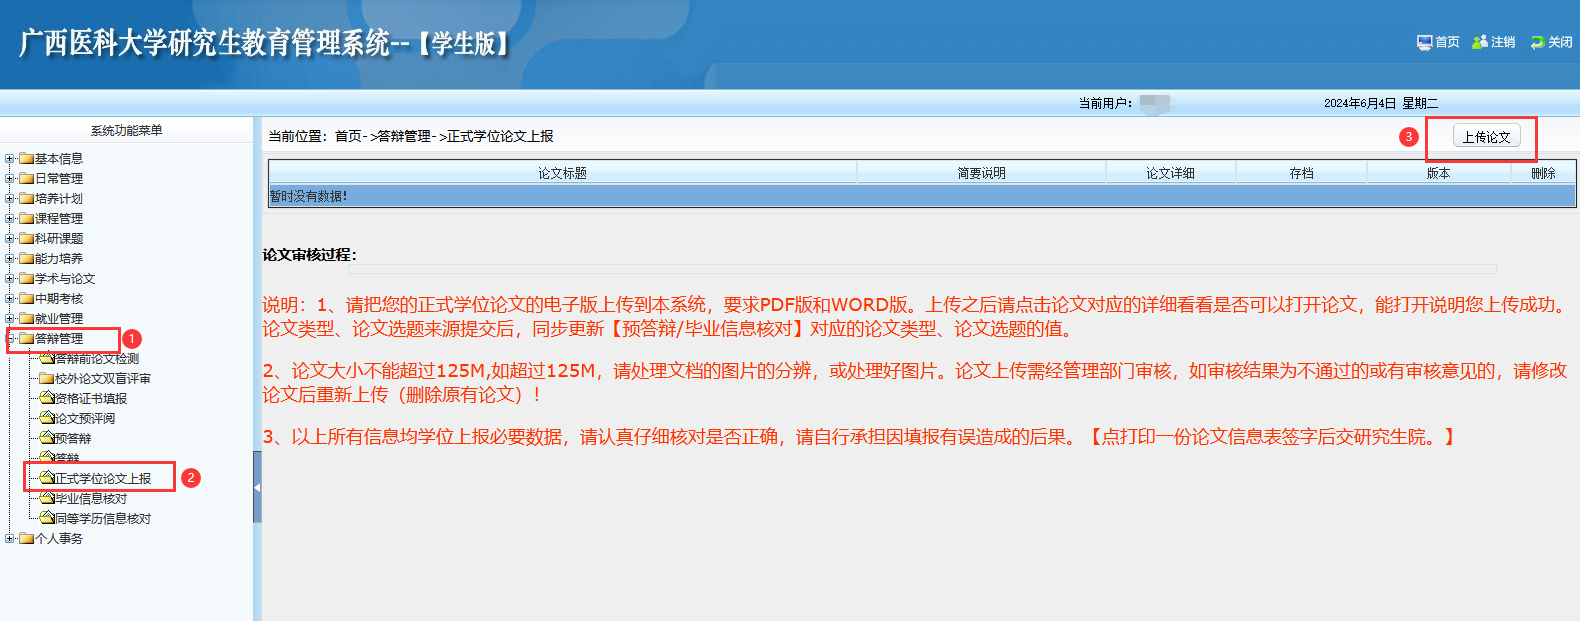 广西医科大学研究生教育管理系统--【学生版】
首页 注销 关闭
当前用户： 2024年6月4日 星期二
系统功能菜单
当前位置：首页->答辩管理->正式学位论文上报
3 上传论文
基本信息
日常管理
培养计划
课程管理
科研课题
能力培养
学术与论文
中期考核
就业管理
答辩管理 1
答辩前论文检测
校外论文双盲评审
资格证书填报
论文预评阅
预答辩
答辩
正式学位论文上报 2
毕业信息核对
同等学历信息核对
个人事务
论文标题 简要说明 论文详细 存档 版本 删除
暂时没有数据！
论文审核过程：
说明：1、请把您的正式学位论文的电子版上传到本系统，要求PDF版和WORD版。上传之后请点击论文对应的详细看看是否可以打开论文，能打开说明您上传成功。
论文类型、论文选题来源提交后，同步更新【预答辩/毕业信息核对】对应的论文类型、论文选题的值。
2、论文大小不能超过125M,如超过125M，请处理文档的图片的分辨，或处理好图片。论文上传需经管理部门审核，如审核结果为不通过的或有审核意见的，请修改
论文后重新上传（删除原有论文）！
3、以上所有信息均学位上报必要数据，请认真仔细核对是否正确，请自行承担因填报有误造成的后果。【点打印一份论文信息表签字后交研究生院。】